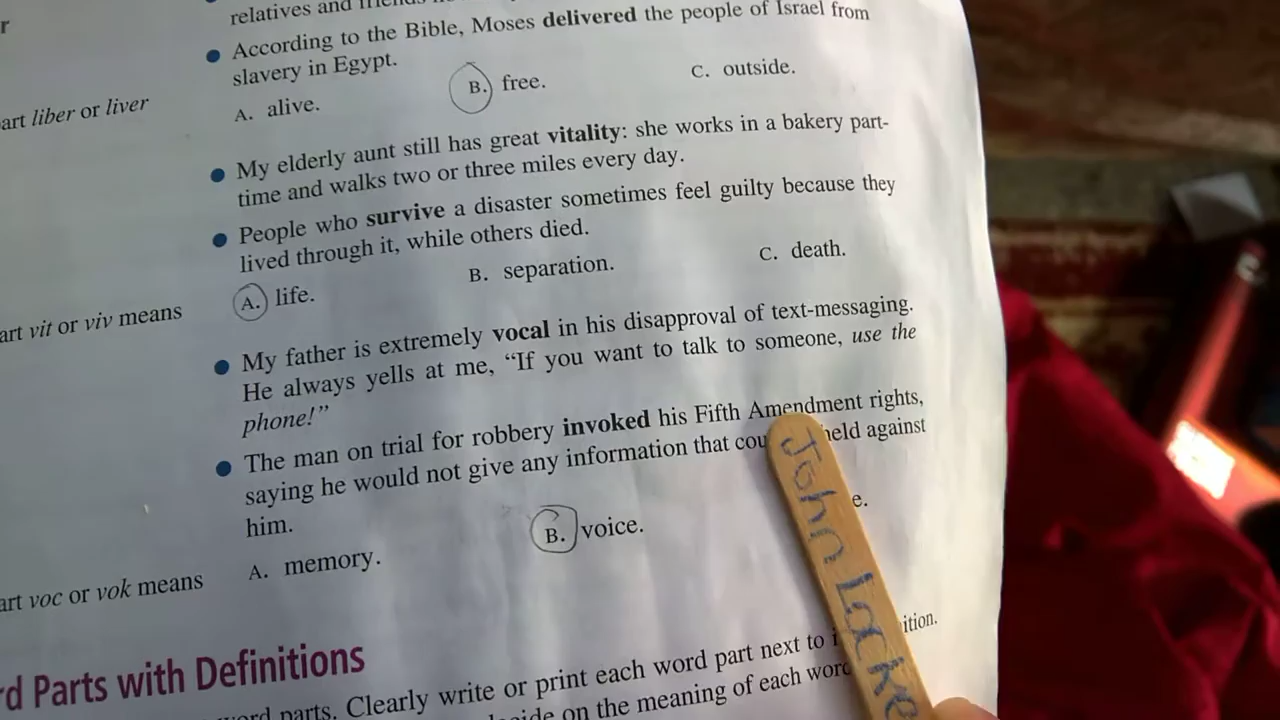 r
relatives and friends
• According to the Bible, Moses delivered the people of Israel from
slavery in Egypt.
art liber or liver
A. alive.
B. free.
C. outside.
• My elderly aunt still has great vitality: she works in a bakery part-
time and walks two or three miles every day.
• People who survive a disaster sometimes feel guilty because they
lived through it, while others died.
art vit or viv means
A. life.
B. separation.
C. death.
• My father is extremely vocal in his disapproval of text-messaging.
He always yells at me, “If you want to talk to someone, use the
phone!”
• The man on trial for robbery invoked his Fifth Amendment rights,
saying he would not give any information that cou held against
him.
art voc or vok means
A. memory.
B. voice.
e.
John Locke
rd Parts with Definitions
word parts. Clearly write or print each word part next to i ition.
cide on the meaning of each word